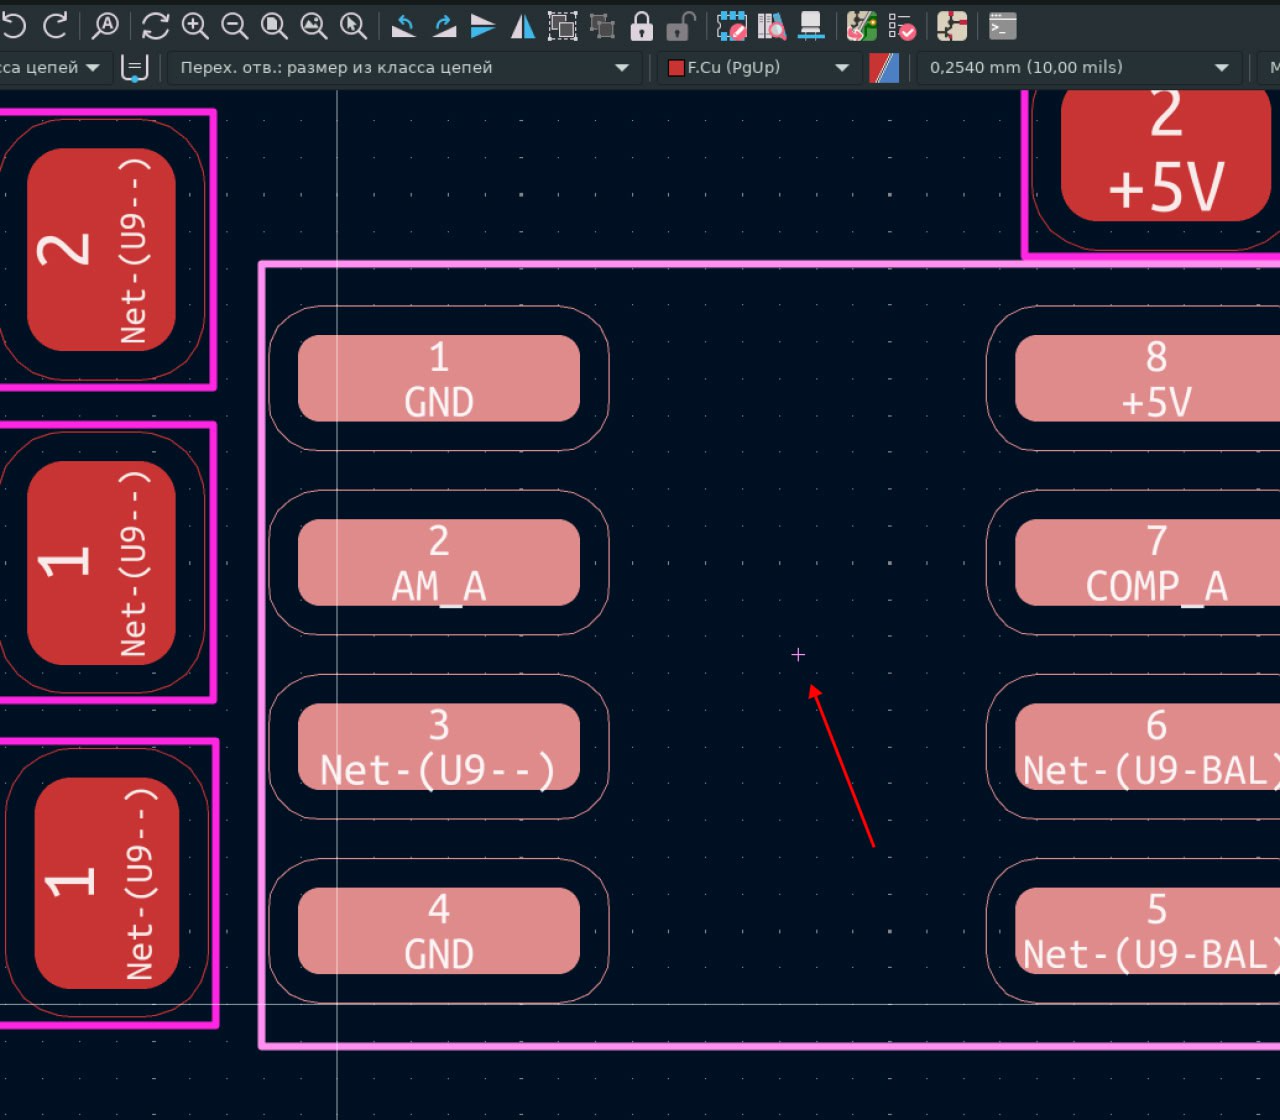 сса цепей
Перех. отв.: размер из класса цепей
F.Cu (PgUp)
0,2540 mm (10,00 mils)
2
Net-(U9--)
1
Net-(U9--)
1
Net-(U9--)
2
+5V
1
GND
2
AM_A
3
Net-(U9--)
4
GND
8
+5V
7
COMP_A
6
Net-(U9-BAL)
5
Net-(U9-BAL)